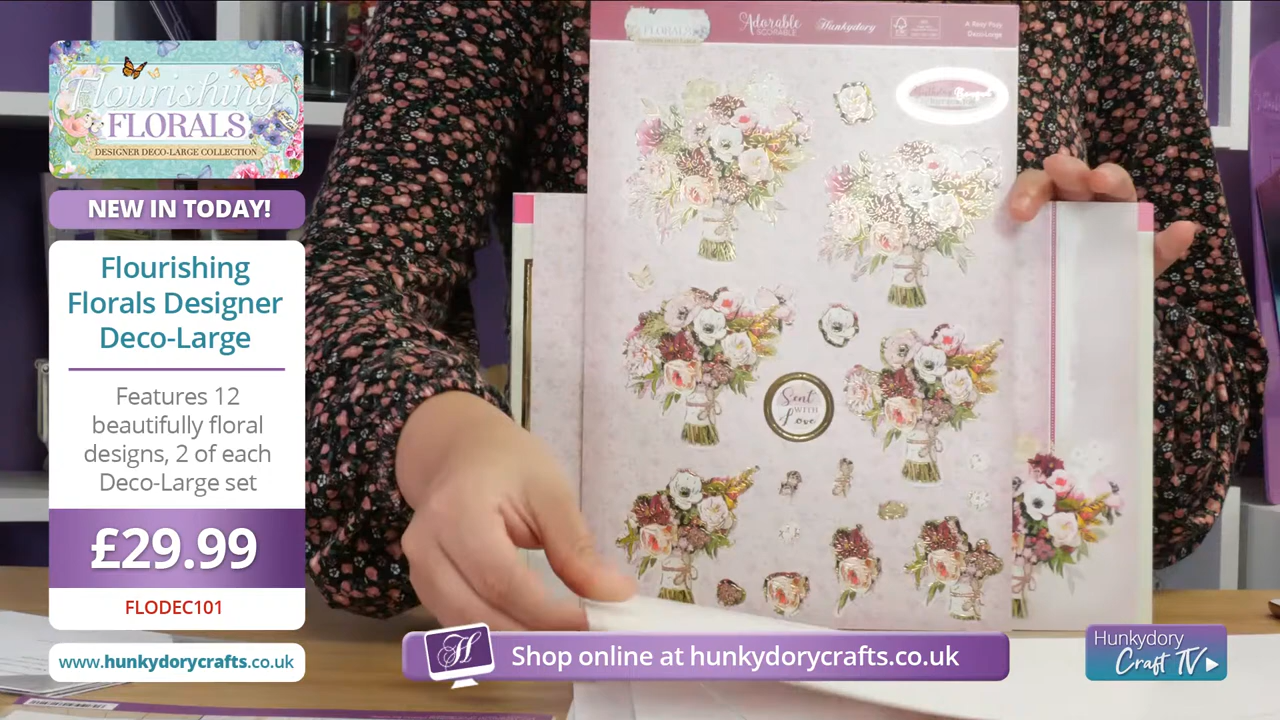 Flourishing
FLORALS
DESIGNER DECO-LARGE COLLECTION
NEW IN TODAY!
Flourishing
Florals Designer
Deco-Large
Features 12
beautifully floral
designs, 2 of each
Deco-Large set
£29.99
FLODEC101
www.hunkydorycrafts.co.uk
FLORALS
Adorable
SCORABLE
Hunkydory
FSC
A Rosy Posy
Deco-Large
Sent
WITH
Love
H
Shop online at hunkydorycrafts.co.uk
Hunkydory
Craft TV